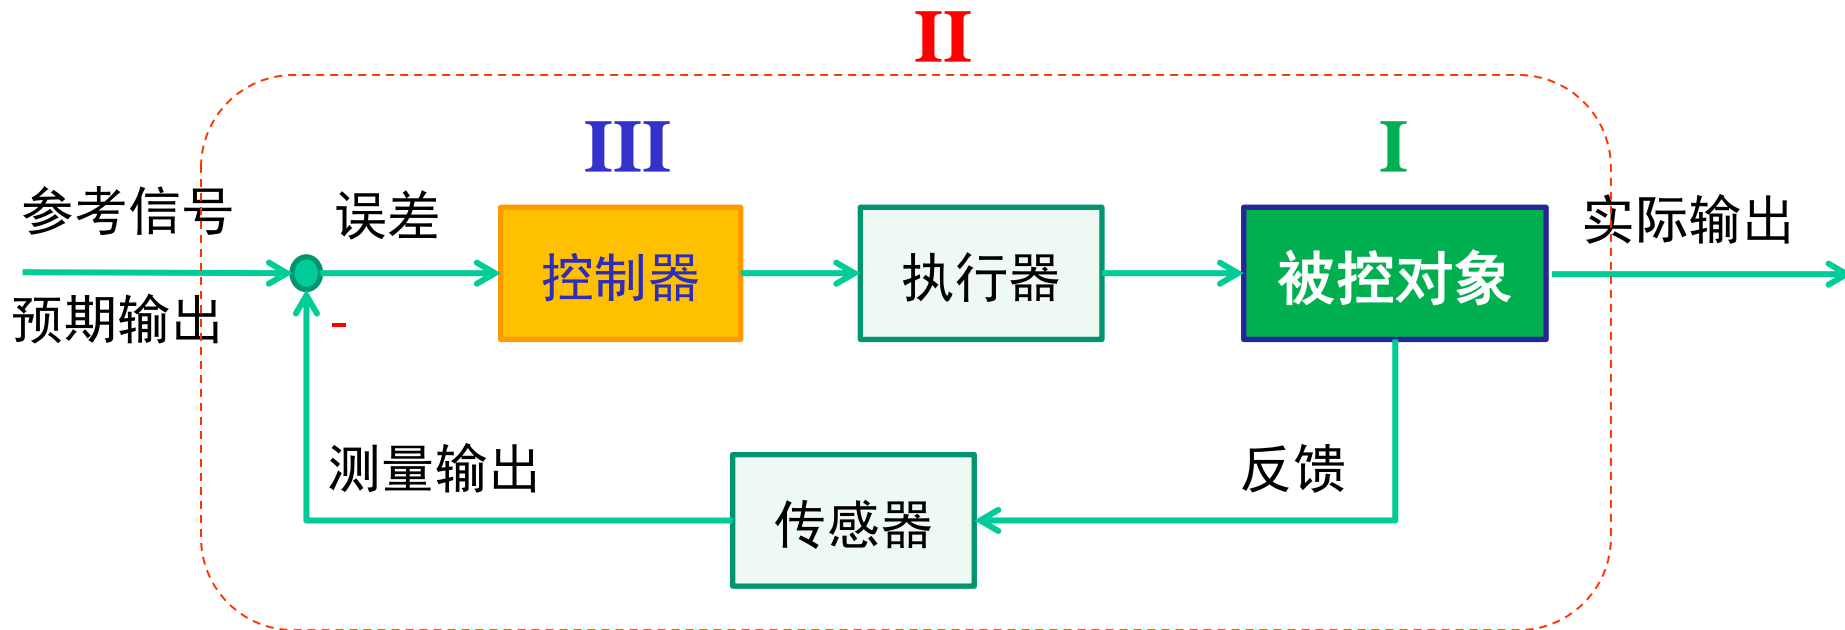 II
III
I
参考信号
误差
实际输出
控制器
执行器
被控对象
预期输出
-
测量输出
反馈
传感器